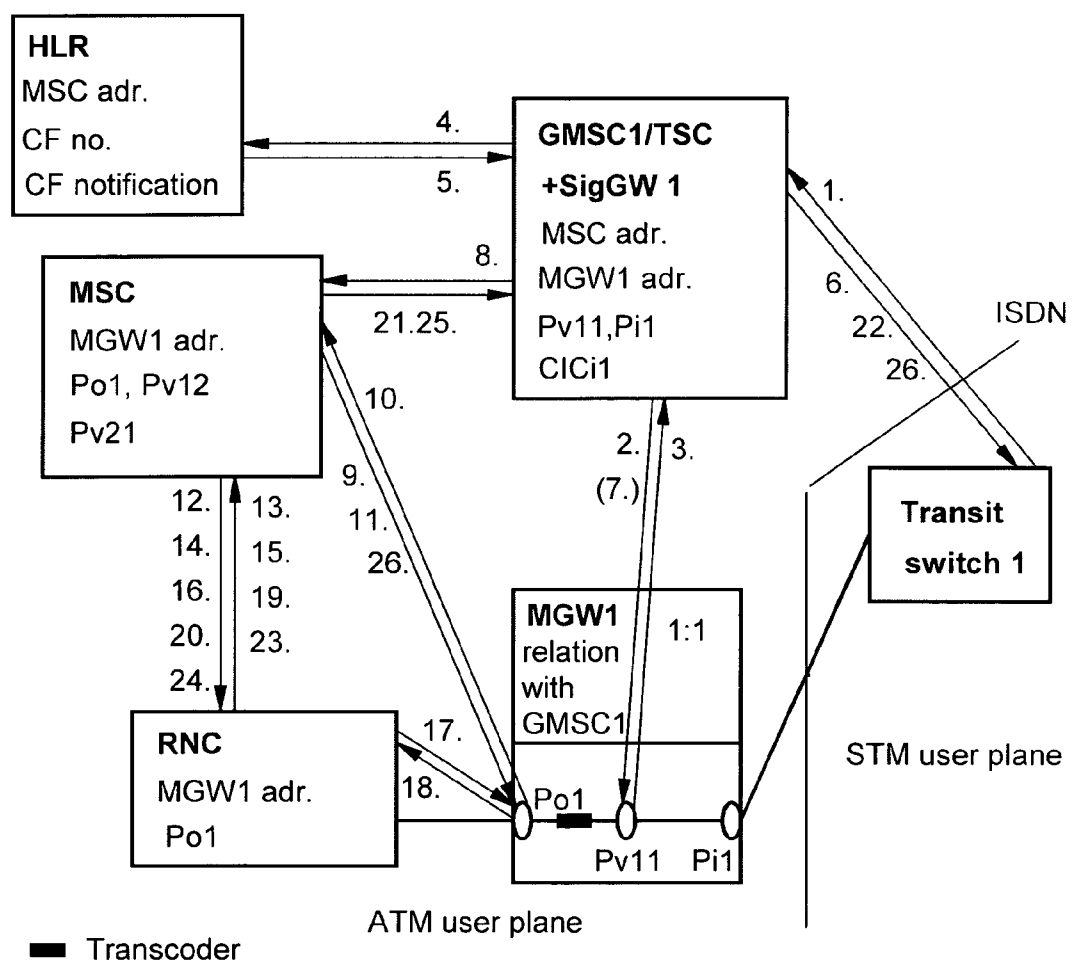 HLR
MSC adr.
CF no.
CF notification
4.
5.
GMSC1/TSC
+SigGW 1
MSC adr.
MGW1 adr.
Pv11,Pi1
CICi1
1.
6.
22.
26.
ISDN
8.
21.25.
MSC
MGW1 adr.
Po1, Pv12
Pv21
10.
9.
11.
26.
2.
3.
(7.)
12.
14.
16.
20.
24.
13.
15.
19.
23.
Transit
switch 1
MGW1
relation
with
GMSC1
1:1
RNC
MGW1 adr.
Po1
17.
18.
Po1
Pv11
Pi1
STM user plane
ATM user plane
Transcoder